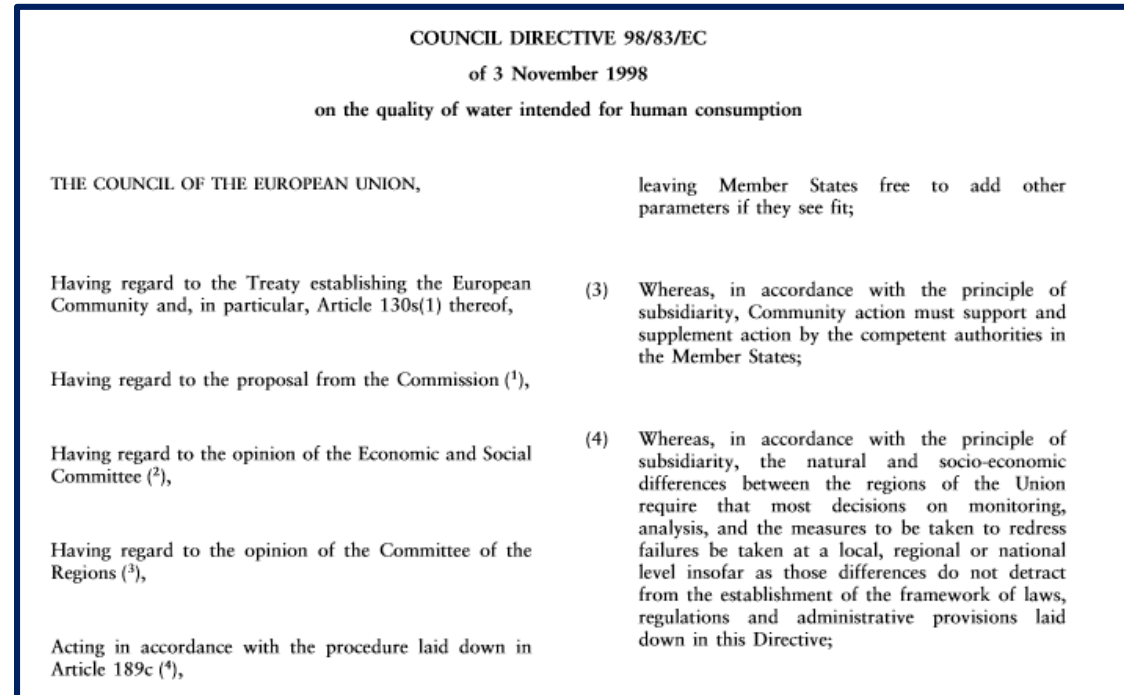 COUNCIL DIRECTIVE 98/83/EC
of 3 November 1998
on the quality of water intended for human consumption
THE COUNCIL OF THE EUROPEAN UNION,
Having regard to the Treaty establishing the European
Community and, in particular, Article 130s(1) thereof,
Having regard to the proposal from the Commission (¹),
Having regard to the opinion of the Economic and Social
Committee (²),
Having regard to the opinion of the Committee of the
Regions (³),
Acting in accordance with the procedure laid down in
Article 189c (⁴),
leaving Member States free to add other
parameters if they see fit;
(3) Whereas, in accordance with the principle of
subsidiarity, Community action must support and
supplement action by the competent authorities in
the Member States;
(4) Whereas, in accordance with the principle of
subsidiarity, the natural and socio-economic
differences between the regions of the Union
require that most decisions on monitoring,
analysis, and the measures to be taken to redress
failures be taken at a local, regional or national
level insofar as those differences do not detract
from the establishment of the framework of laws,
regulations and administrative provisions laid
down in this Directive;